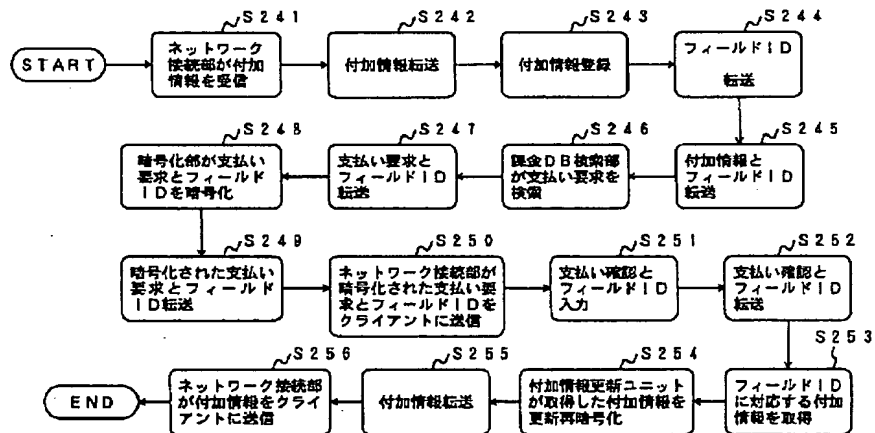 START
S241
ネットワーク
接続部が付加
情報を受信
S242
付加情報転送
S243
付加情報登録
S244
フィールドID
転送
S245
付加情報と
フィールドID
転送
S246
課金DB検索部
が支払い要求を
検索
S247
支払い要求と
フィールドID
転送
S248
暗号化部が支払い
要求とフィールド
IDを暗号化
S249
暗号化された支払い
要求とフィールド
ID転送
S250
ネットワーク接続部が
暗号化された支払い要
求とフィールドIDを
クライアントに送信
S251
支払い確認と
フィールドID
入力
S252
支払い確認と
フィールドID
転送
S253
フィールドID
に対応する付加
情報を取得
S254
付加情報更新ユニット
が取得した付加情報を
更新再暗号化
S255
付加情報転送
S256
ネットワーク接続部
が付加情報をクライ
アントに送信
END